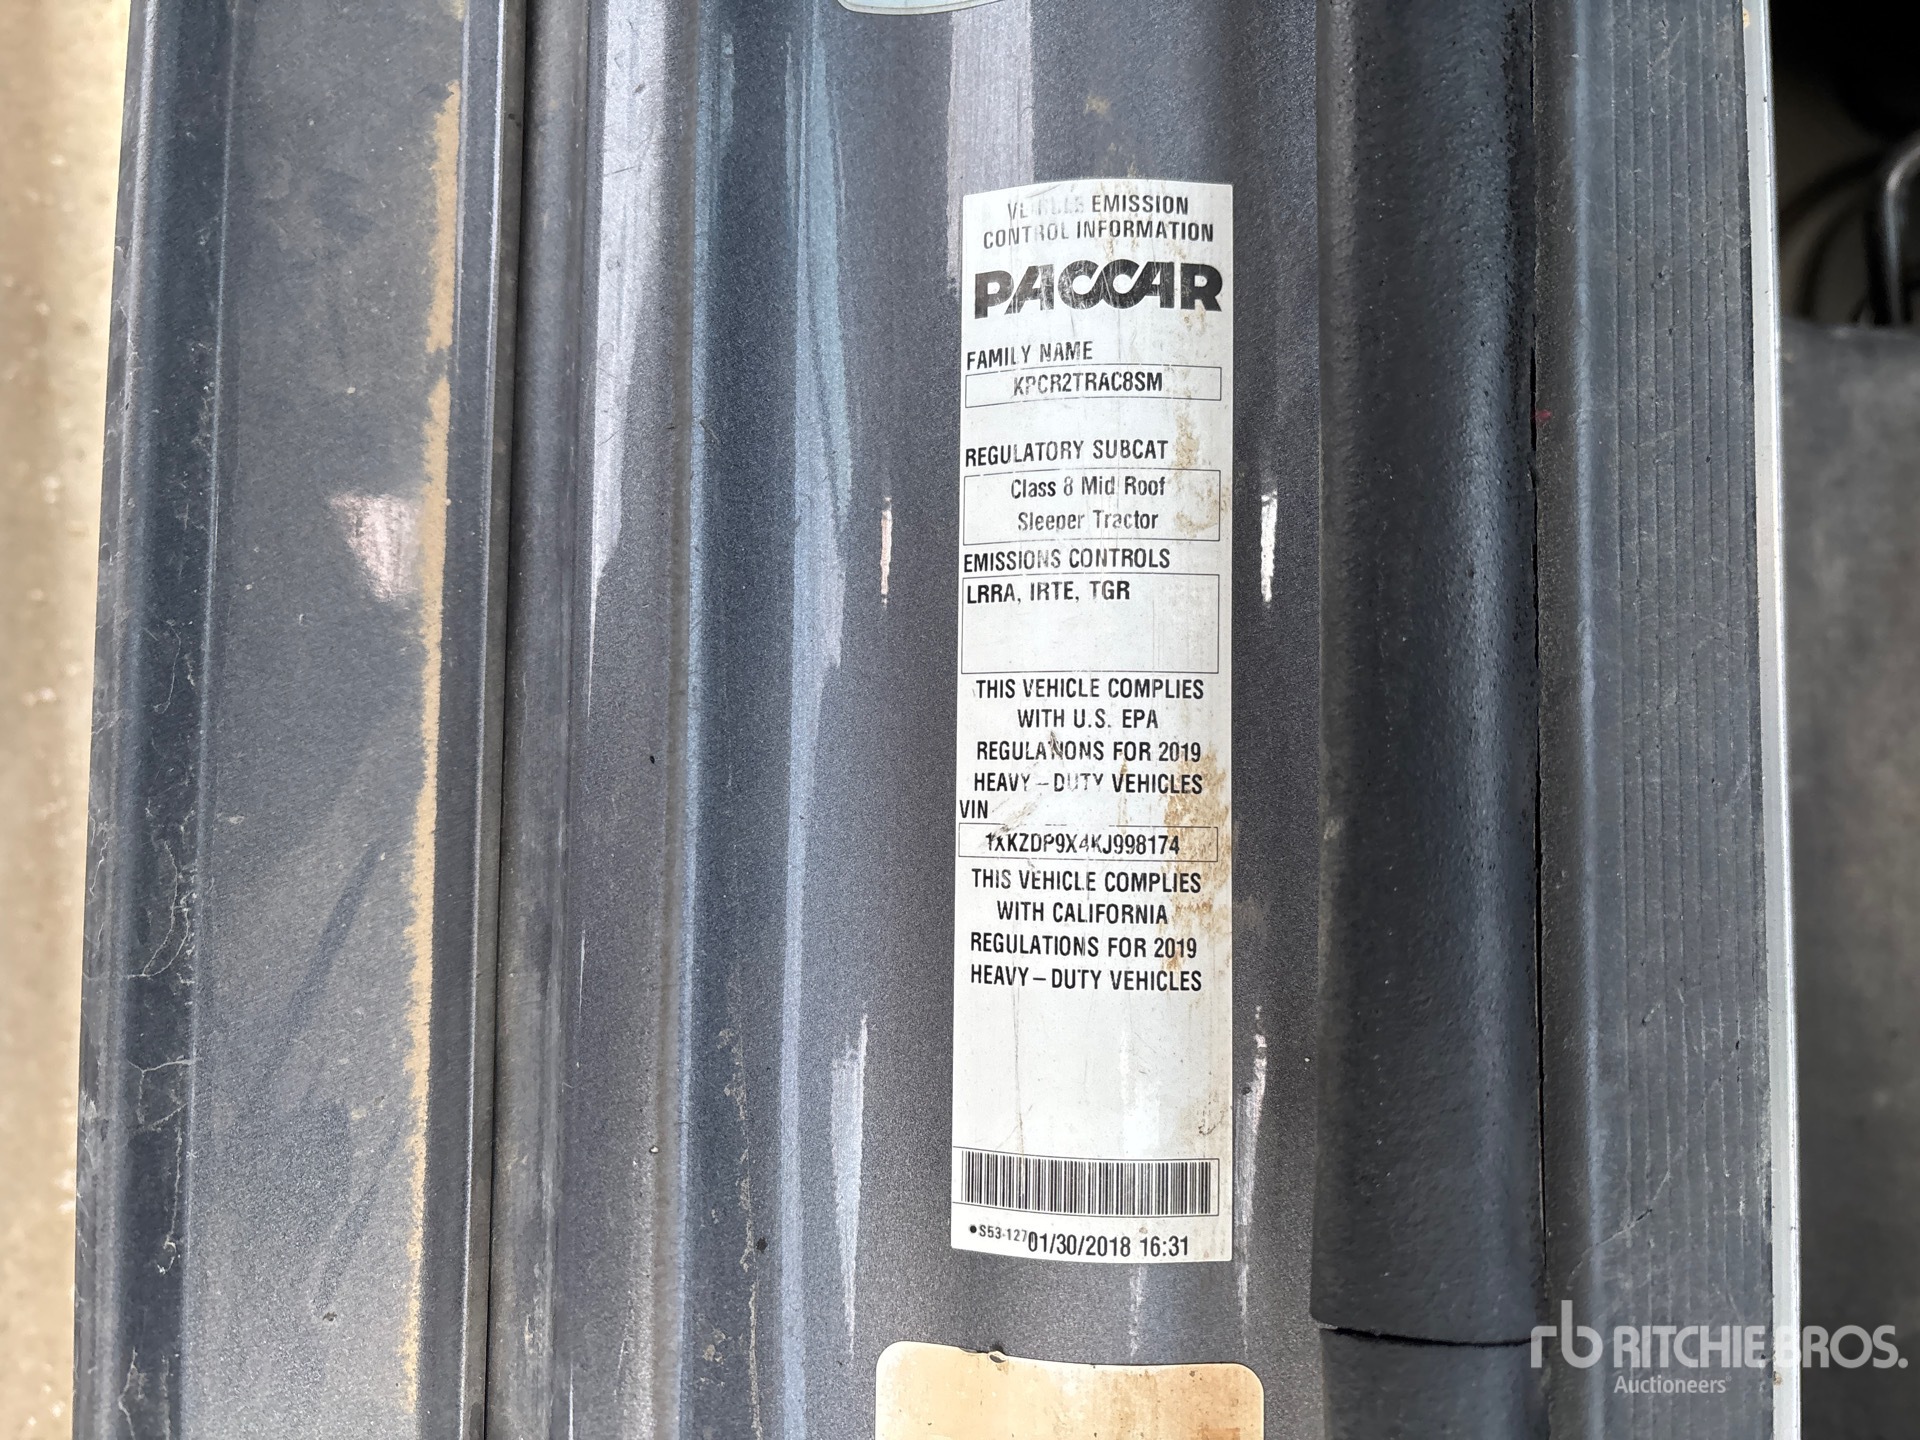 EMISSION
CONTROL INFORMATION
PACCAR
FAMILY NAME
KPCR2TRAC8SM
REGULATORY SUBCAT
Class 8 Mid Roof
Sleeper Tractor
EMISSIONS CONTROLS
LRRA, IRTE, TGR
THIS VEHICLE COMPLIES
WITH U.S. EPA
REGULATIONS FOR 2019
HEAVY-DUTY VEHICLES
VIN
1XKZDP9X4KJ998174
THIS VEHICLE COMPLIES
WITH CALIFORNIA
REGULATIONS FOR 2019
HEAVY-DUTY VEHICLES
01/30/2018 16:31
rb RITCHIE BROS.
Auctioneers